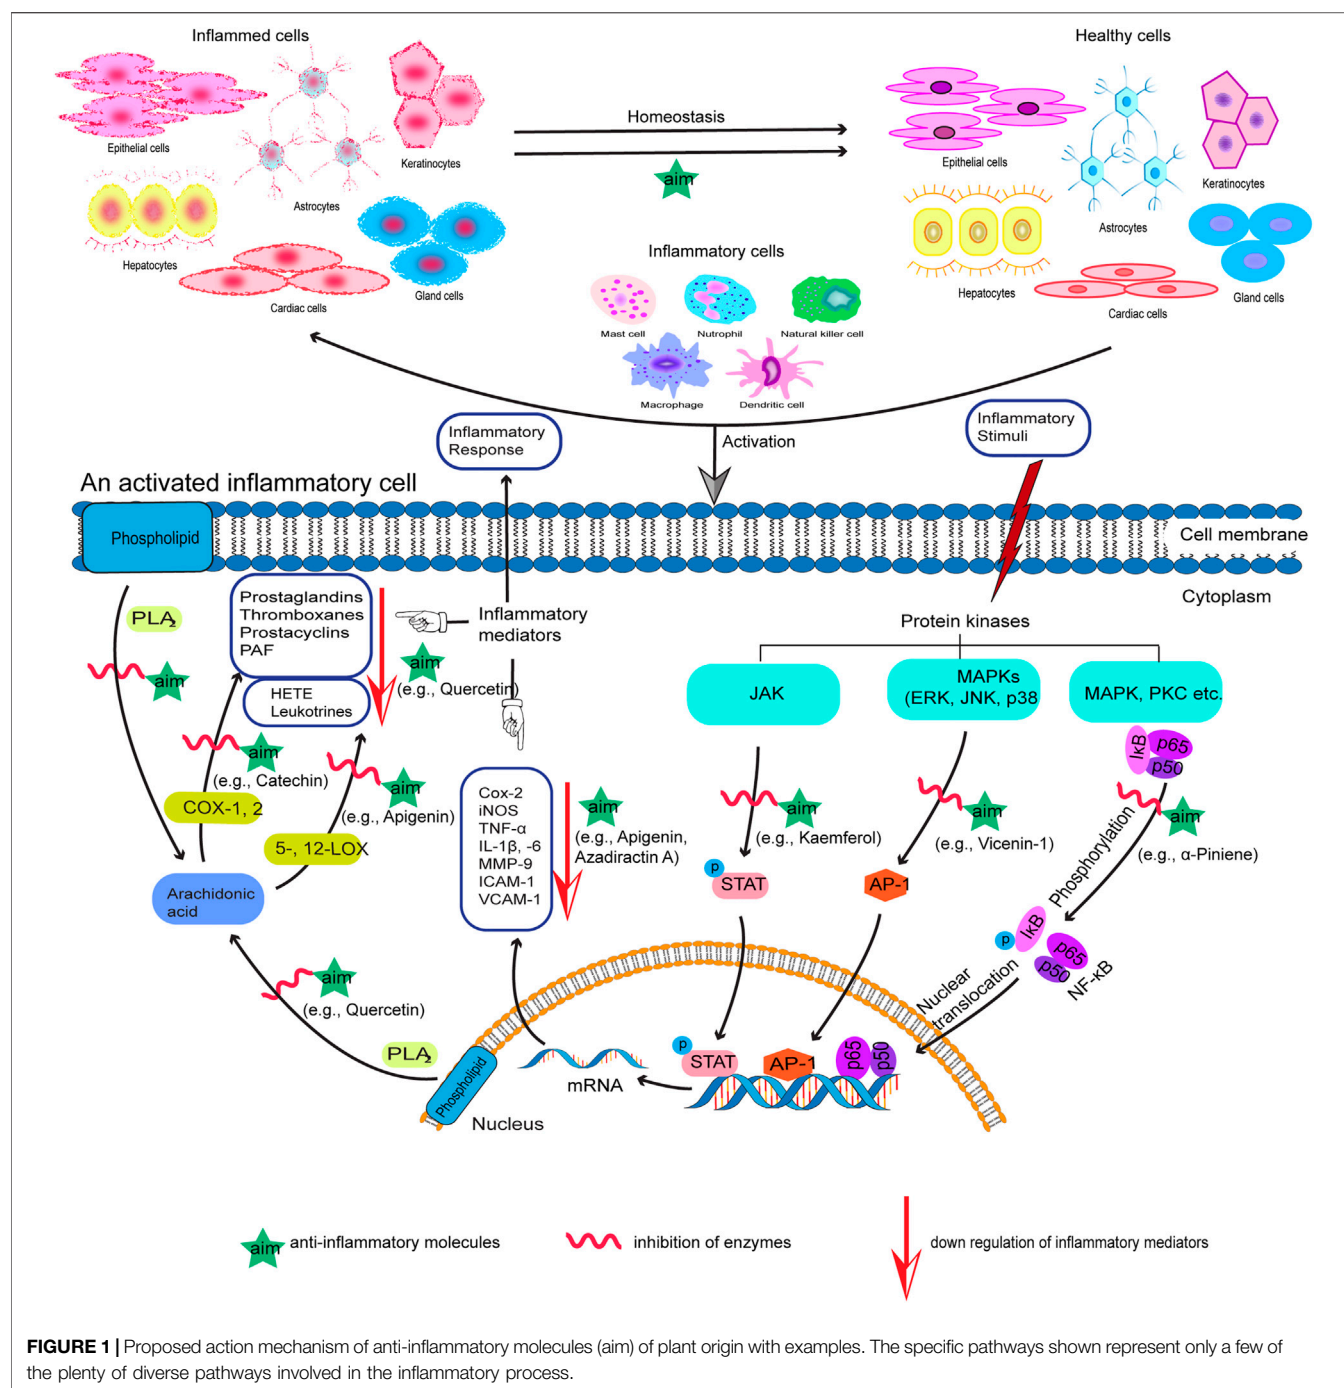 Inflammed cells
Healthy cells
Epithelial cells
Astrocytes
Keratinocytes
Hepatocytes
Cardiac cells
Gland cells
Homeostasis
aim
Epithelial cells
Astrocytes
Keratinocytes
Hepatocytes
Cardiac cells
Gland cells
Inflammatory cells
Mast cell
Nutrophil
Natural killer cell
Macrophage
Dendritic cell
Activation
Inflammatory
Response
Inflammatory
Stimuli
An activated inflammatory cell
Phospholipid
Cell membrane
Cytoplasm
PLA2
aim
Prostaglandins
Thromboxanes
Prostacyclins
PAF
HETE
Leukotrines
aim
(e.g., Quercetin)
Inflammatory
mediators
aim
(e.g., Catechin)
COX-1, 2
aim
(e.g., Apigenin)
5-, 12-LOX
Arachidonic
acid
aim
(e.g., Quercetin)
PLA2
Phospholipid
Nucleus
Cox-2
iNOS
TNF-α
IL-1β, -6
MMP-9
ICAM-1
VCAM-1
aim
(e.g., Apigenin,
Azadiractin A)
Protein kinases
JAK
MAPKs
(ERK, JNK, p38
MAPK, PKC etc.
IκB
p65
p50
aim
(e.g., Kaemferol)
aim
(e.g., Vicenin-1)
aim
(e.g., α-Piniene)
Phosphorylation
p
STAT
AP-1
p
IκB
p65
p50
NF-κB
Nuclear
translocation
p
STAT
AP-1
p65
p50
mRNA
aim
anti-inflammatory molecules
inhibition of enzymes
down regulation of inflammatory mediators
FIGURE 1 | Proposed action mechanism of anti-inflammatory molecules (aim) of plant origin with examples. The specific pathways shown represent only a few of
the plenty of diverse pathways involved in the inflammatory process.